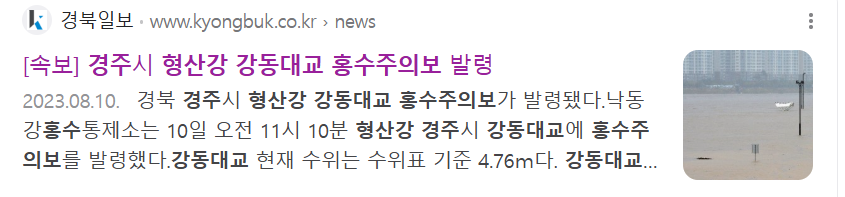 경북일보 · www.kyongbuk.co.kr › news
[속보] 경주시 형산강 강동대교 홍수주의보 발령
2023.08.10. 경북 경주시 형산강 강동대교 홍수주의보가 발령됐다.낙동
강홍수통제소는 10일 오전 11시 10분 형산강 경주시 강동대교에 홍수주
의보를 발령했다.강동대교 현재 수위는 수위표 기준 4.76m다. 강동대교...